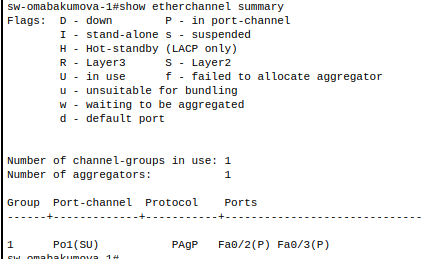 sw-omabakumova-1#show etherchannel summary
Flags:  D - down        P - in port-channel
        I - stand-alone s - suspended
        H - Hot-standby (LACP only)
        R - Layer3      S - Layer2
        U - in use      f - failed to allocate aggregator
        u - unsuitable for bundling
        w - waiting to be aggregated
        d - default port
Number of channel-groups in use: 1
Number of aggregators:           1
Group  Port-channel  Protocol    Ports
------+-------------+-----------+----------------------------
1      Po1(SU)           PAgP   Fa0/2(P) Fa0/3(P)
sw-omabakumova-1#